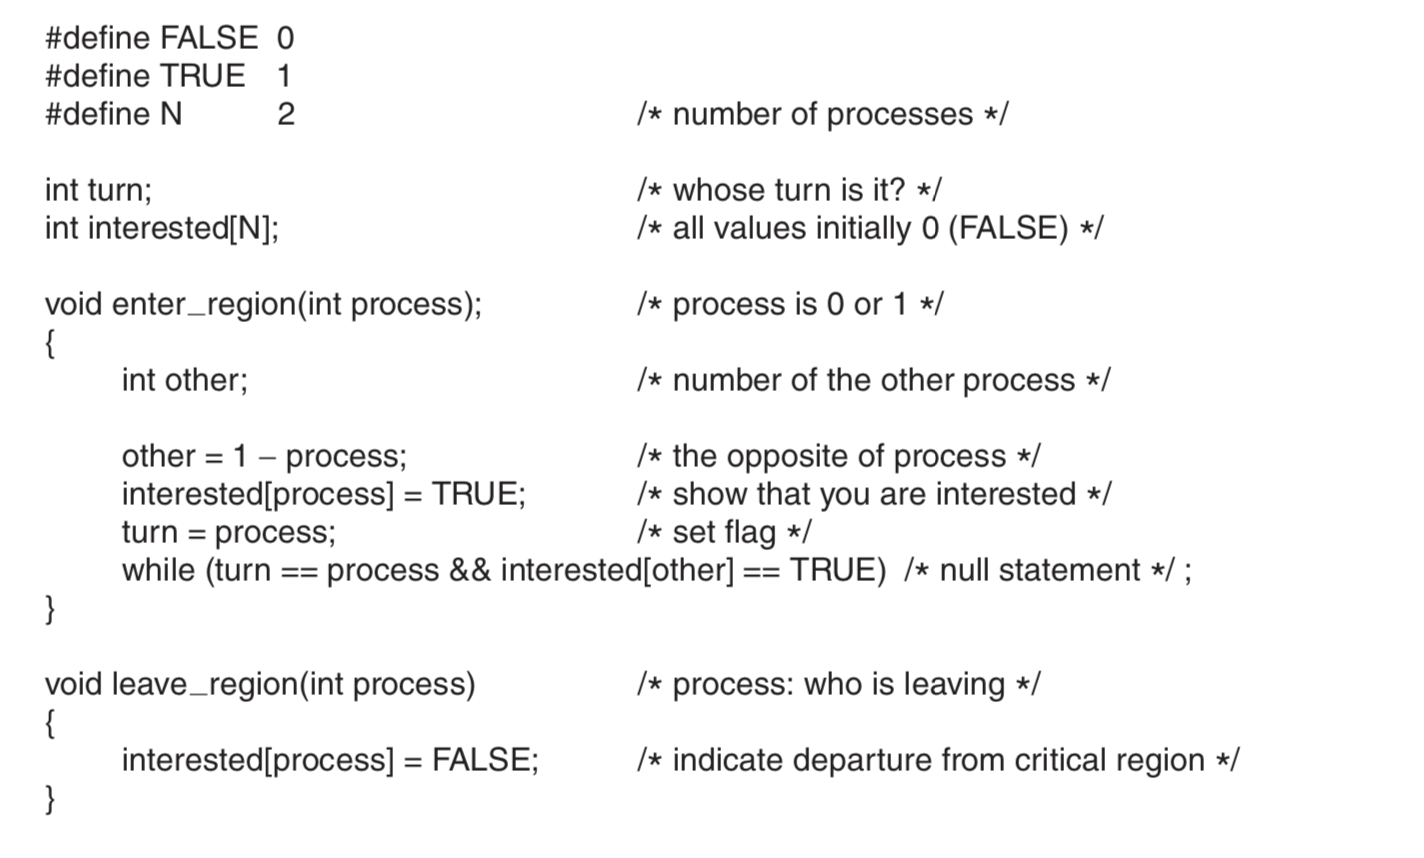 #define FALSE 0
#define TRUE 1
#define N 2 /* number of processes */
int turn; /* whose turn is it? */
int interested[N]; /* all values initially 0 (FALSE) */
void enter_region(int process); /* process is 0 or 1 */
{
int other; /* number of the other process */
other = 1 − process; /* the opposite of process */
interested[process] = TRUE; /* show that you are interested */
turn = process; /* set flag */
while (turn == process && interested[other] == TRUE) /* null statement */ ;
}
void leave_region(int process) /* process: who is leaving */
{
interested[process] = FALSE; /* indicate departure from critical region */
}